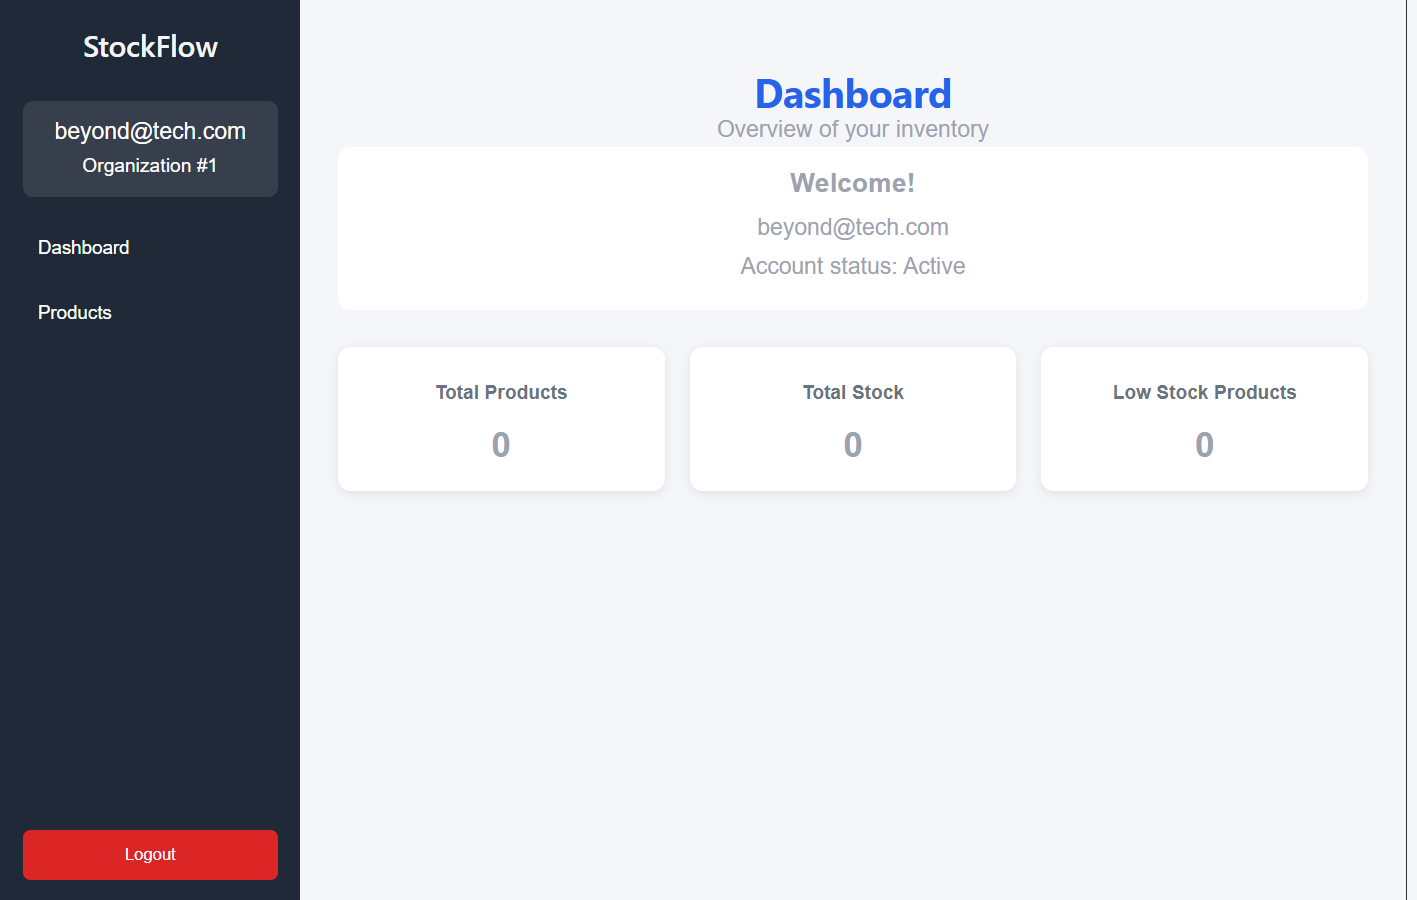 StockFlow
beyond@tech.com
Organization #1
Dashboard
Products
Logout
Dashboard
Overview of your inventory
Welcome!
beyond@tech.com
Account status: Active
Total Products
0
Total Stock
0
Low Stock Products
0